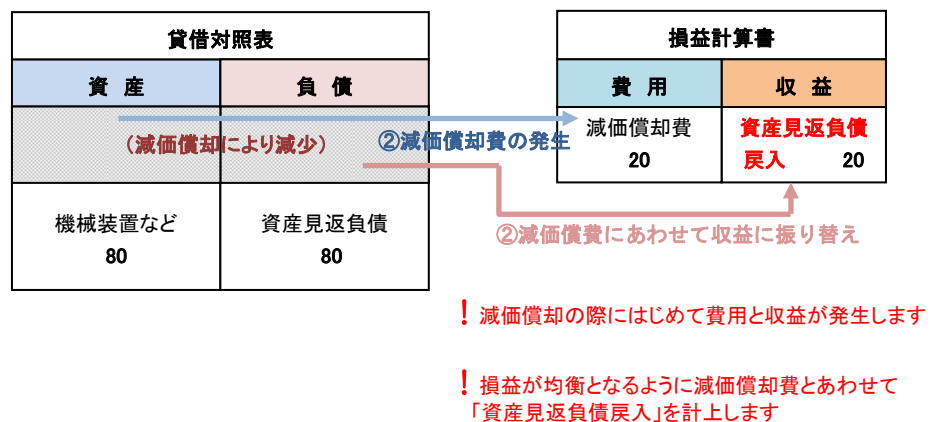 貸借対照表
資 産
負 債
（減価償却により減少）
機械装置など
80
資産見返負債
80
②減価償却費の発生
損益計算書
費 用
収 益
減価償却費
20
資産見返負債
戻入 20
②減価償費にあわせて収益に振り替え
！減価償却の際にはじめて費用と収益が発生します
！損益が均衡となるように減価償却費とあわせて
「資産見返負債戻入」を計上します